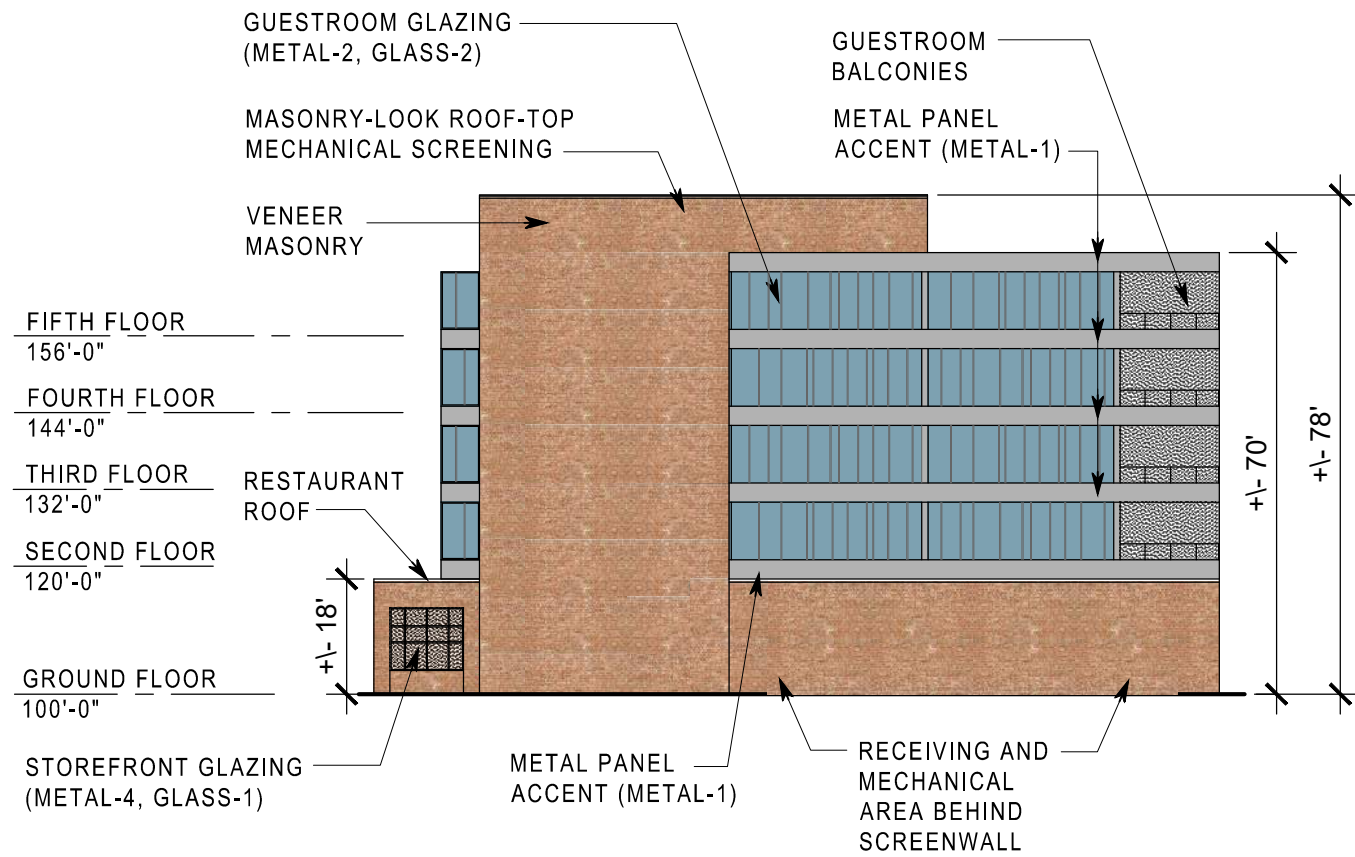 GUESTROOM GLAZING
(METAL-2, GLASS-2)
GUESTROOM
BALCONIES
MASONRY-LOOK ROOF-TOP
MECHANICAL SCREENING
METAL PANEL
ACCENT (METAL-1)
VENEER
MASONRY
FIFTH FLOOR
156'-0"
FOURTH FLOOR
144'-0"
THIRD FLOOR
132'-0"
RESTAURANT
ROOF
SECOND FLOOR
120'-0"
+\- 18'
+\- 70'
+\- 78'
GROUND FLOOR
100'-0"
STOREFRONT GLAZING
(METAL-4, GLASS-1)
METAL PANEL
ACCENT (METAL-1)
RECEIVING AND
MECHANICAL
AREA BEHIND
SCREENWALL